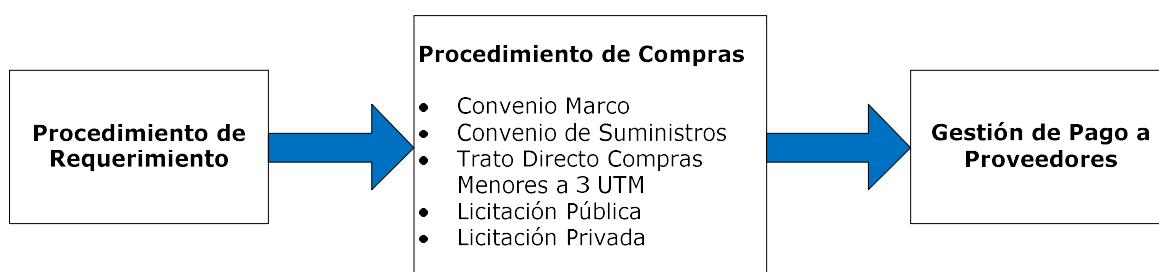 Procedimiento de
Requerimiento
Procedimiento de Compras
• Convenio Marco
• Convenio de Suministros
• Trato Directo Compras
Menores a 3 UTM
• Licitación Pública
• Licitación Privada
Gestión de Pago a
Proveedores